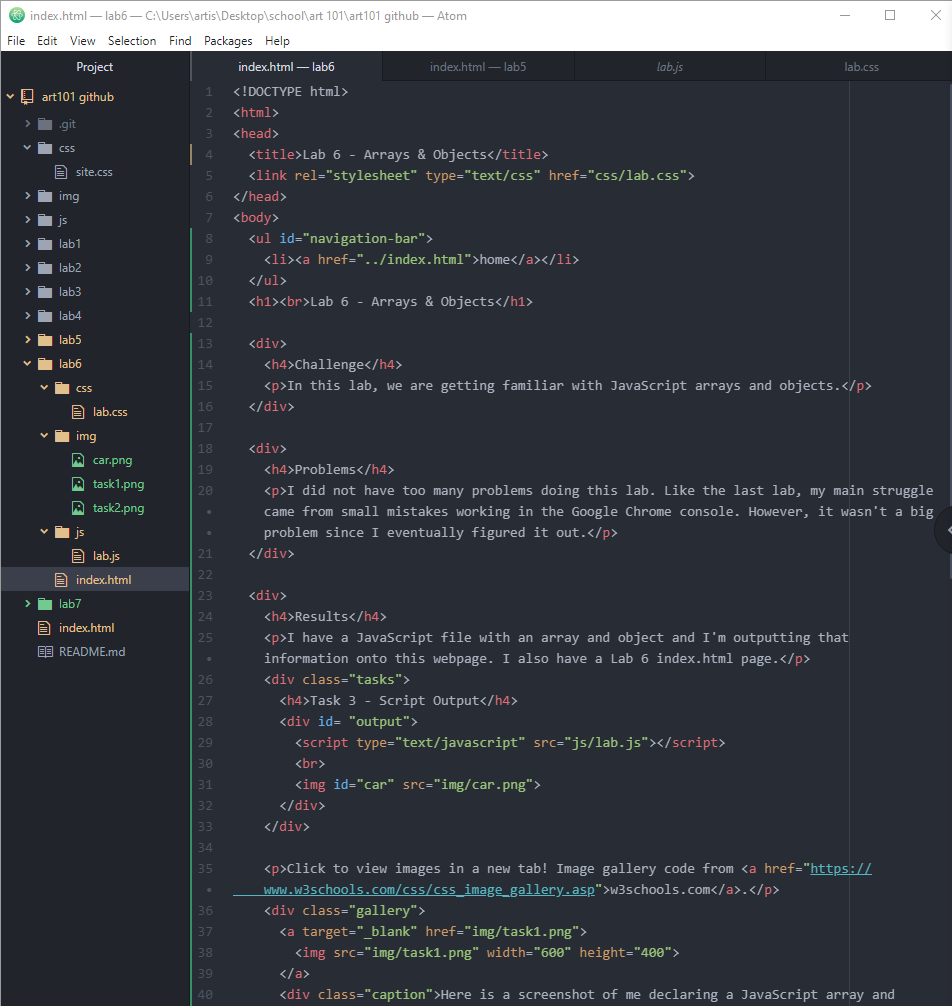 index.html — lab6 — C:\Users\artis\Desktop\school\art 101\art101 github — Atom
File Edit View Selection Find Packages Help
Project
art101 github
.git
css
site.css
img
js
lab1
lab2
lab3
lab4
lab5
lab6
css
lab.css
img
car.png
task1.png
task2.png
js
lab.js
index.html
lab7
index.html
README.md
index.html — lab6 index.html — lab5 lab.js lab.css
1 <!DOCTYPE html>
2 <html>
3 <head>
4 <title>Lab 6 - Arrays & Objects</title>
5 <link rel="stylesheet" type="text/css" href="css/lab.css">
6 </head>
7 <body>
8 <ul id="navigation-bar">
9 <li><a href="../index.html">home</a></li>
10 </ul>
11 <h1><br>Lab 6 - Arrays & Objects</h1>
12
13 <div>
14 <h4>Challenge</h4>
15 <p>In this lab, we are getting familiar with JavaScript arrays and objects.</p>
16 </div>
17
18 <div>
19 <h4>Problems</h4>
20 <p>I did not have too many problems doing this lab. Like the last lab, my main struggle
• came from small mistakes working in the Google Chrome console. However, it wasn't a big
• problem since I eventually figured it out.</p>
21 </div>
22
23 <div>
24 <h4>Results</h4>
25 <p>I have a JavaScript file with an array and object and I'm outputting that
• information onto this webpage. I also have a Lab 6 index.html page.</p>
26 <div class="tasks">
27 <h4>Task 3 - Script Output</h4>
28 <div id= "output">
29 <script type="text/javascript" src="js/lab.js"></script>
30 <br>
31 <img id="car" src="img/car.png">
32 </div>
33 </div>
34
35 <p>Click to view images in a new tab! Image gallery code from <a href="https://
• www.w3schools.com/css/css_image_gallery.asp">w3schools.com</a>.</p>
36 <div class="gallery">
37 <a target="_blank" href="img/task1.png">
38 <img src="img/task1.png" width="600" height="400">
39 </a>
40 <div class="caption">Here is a screenshot of me declaring a JavaScript array and